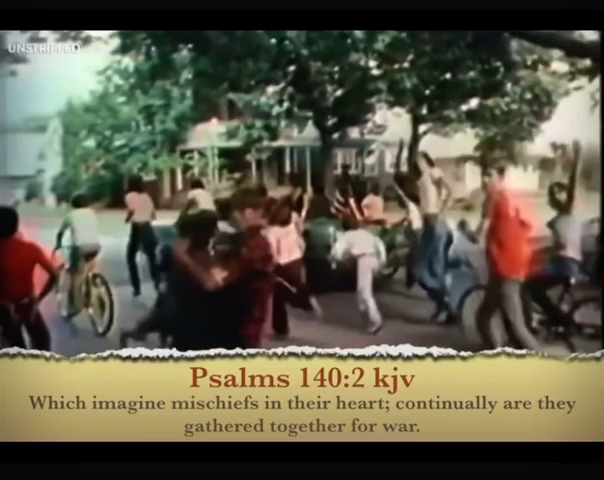 UNSTRIPPED
Psalms 140:2 kjv
Which imagine mischiefs in their heart; continually are they
gathered together for war.